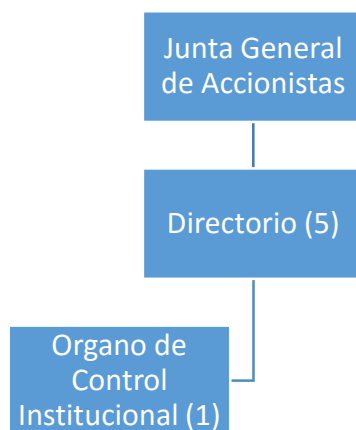 Junta General
de Accionistas
Directorio (5)
Organo de
Control
Institucional (1)